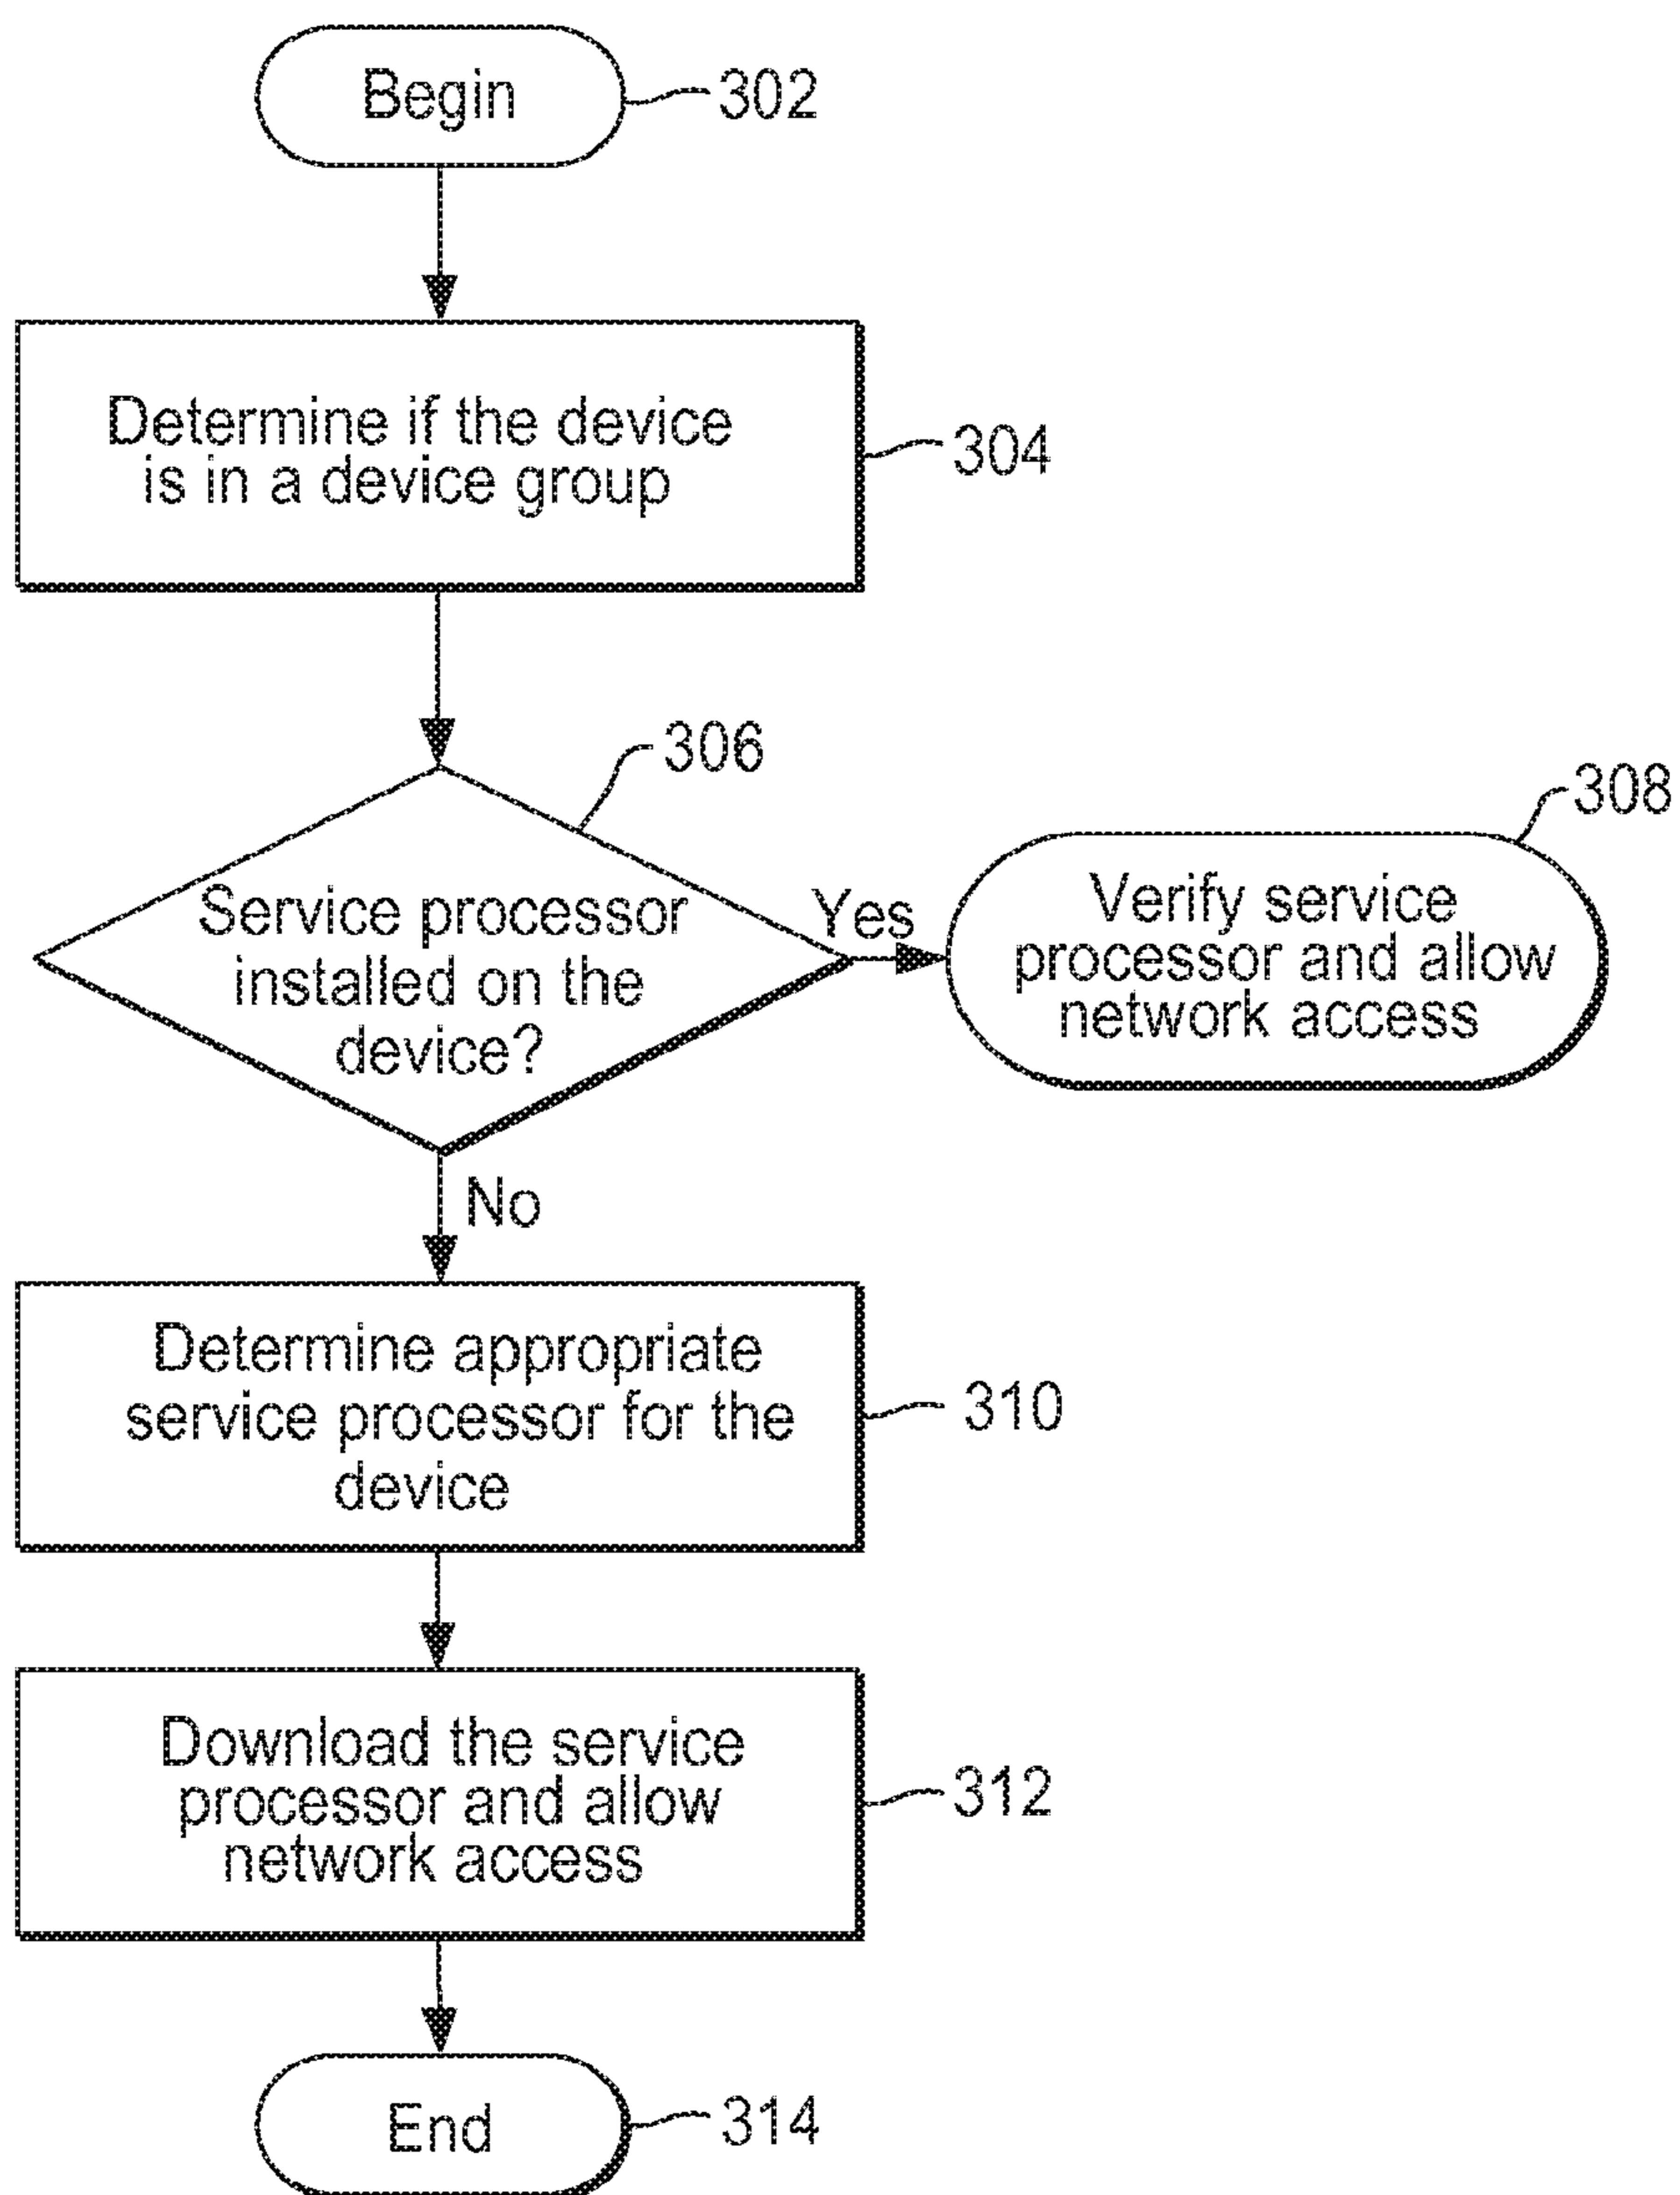 Begin
302
Determine if the device
is in a device group
304
306
Service processor
installed on the
device?
Yes
308
Verify service
processor and allow
network access
No
Determine appropriate
service processor for the
device
310
Download the service
processor and allow
network access
312
End
314